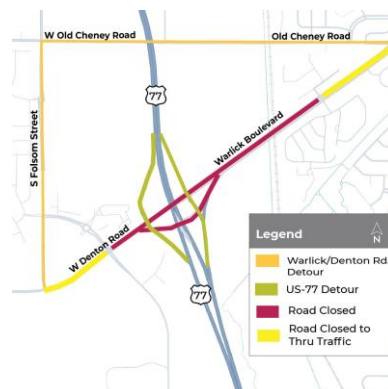 W Old Cheney Road
Old Cheney Road
77
S Folsom Street
Warlick Boulevard
W Denton Road
77
Legend
N
Warlick/Denton Rd.
Detour
US-77 Detour
Road Closed
Road Closed to
Thru Traffic